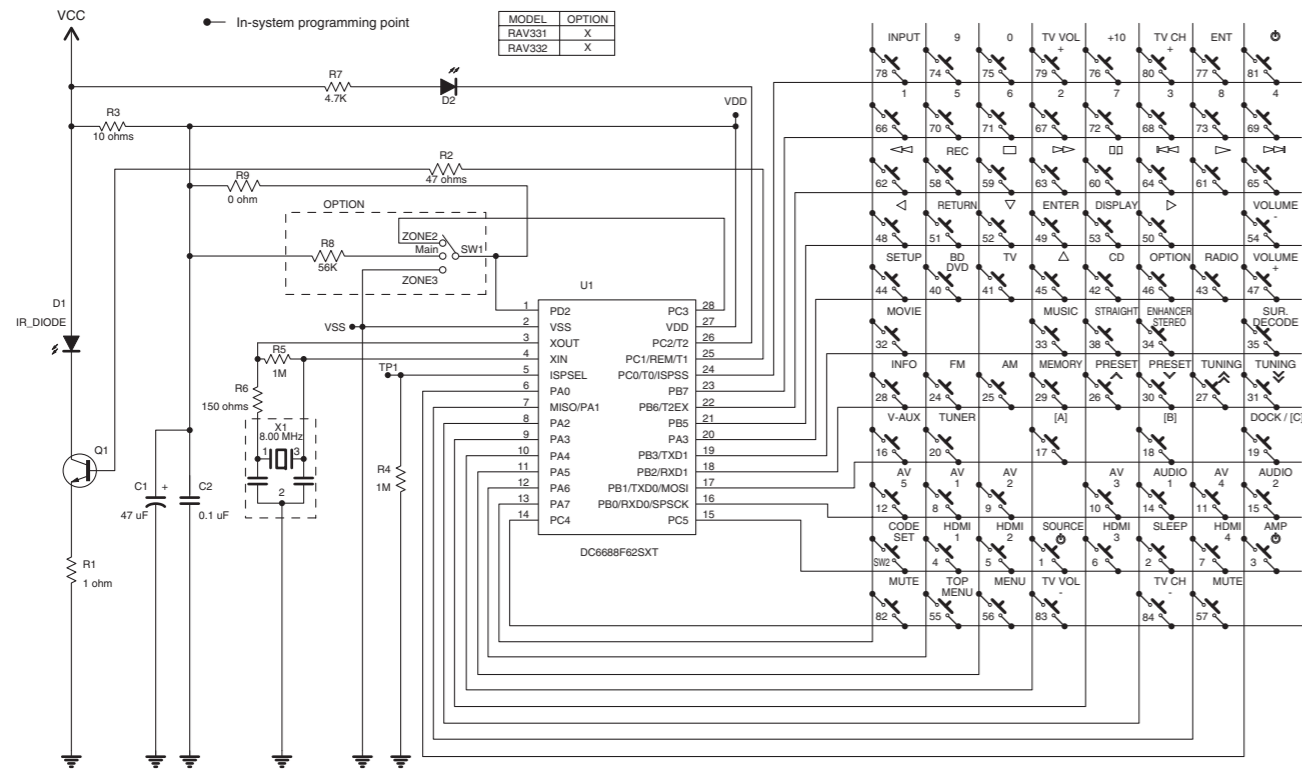 VCC
In-system programming point
MODEL OPTION
RAV331 X
RAV332 X
R7
4.7K
D2
VDD
R3
10 ohms
R2
47 ohms
R9
0 ohm
OPTION
ZONE2
Main
SW1
R8
56K
ZONE3
D1
IR_DIODE
VSS
R5
1M
TP1
R6
150 ohms
X1
8.00 MHz
1 3
2
Q1
C1 +
47 uF
C2
0.1 uF
R4
1M
R1
1 ohm
U1
1 PD2 PC3 28
2 VSS VDD 27
3 XOUT PC2/T2 26
4 XIN PC1/REM/T1 25
5 ISPSEL PC0/T0/ISPSS 24
6 PA0 PB7 23
7 MISO/PA1 PB6/T2EX 22
8 PA2 PB5 21
9 PA3 PA3 20
10 PA4 PB3/TXD1 19
11 PA5 PB2/RXD1 18
12 PA6 PB1/TXD0/MOSI 17
13 PA7 PB0/RXD0/SPSCK 16
14 PC4 PC5 15
DC6688F62SXT
INPUT 9 0 TV VOL + +10 TV CH + ENT
78 74 75 79 76 80 77 81
1 5 6 2 7 3 8 4
66 70 71 67 72 68 73 69
REC
62 58 59 63 60 64 61 65
RETURN ENTER DISPLAY VOLUME -
48 51 52 49 53 50 54
SETUP BD DVD TV CD OPTION RADIO VOLUME +
44 40 41 45 42 46 43 47
MOVIE MUSIC STRAIGHT ENHANCER STEREO SUR. DECODE
32 33 38 34 35
INFO FM AM MEMORY PRESET PRESET TUNING TUNING
28 24 25 29 26 30 27 31
V-AUX TUNER [A] [B] DOCK / [C]
16 20 17 18 19
AV 5 AV 1 AV 2 AV 3 AUDIO 1 AV 4 AUDIO 2
12 8 9 10 14 11 15
CODE SET HDMI 1 HDMI 2 SOURCE HDMI 3 SLEEP HDMI 4 AMP
SW2 4 5 1 6 2 7 3
MUTE TOP MENU MENU TV VOL - TV CH - MUTE
82 55 56 83 84 57